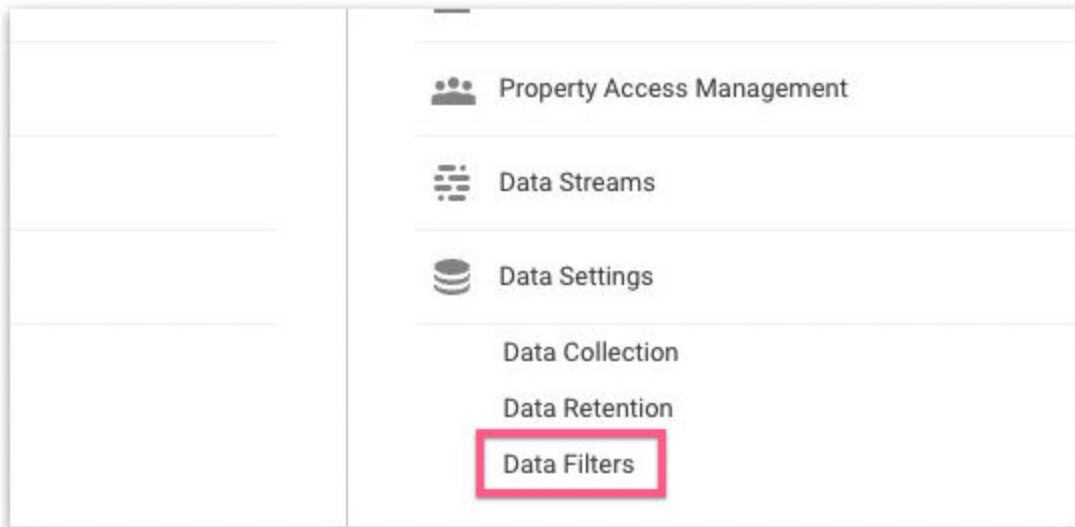 Property Access Management
Data Streams
Data Settings
Data Collection
Data Retention
Data Filters